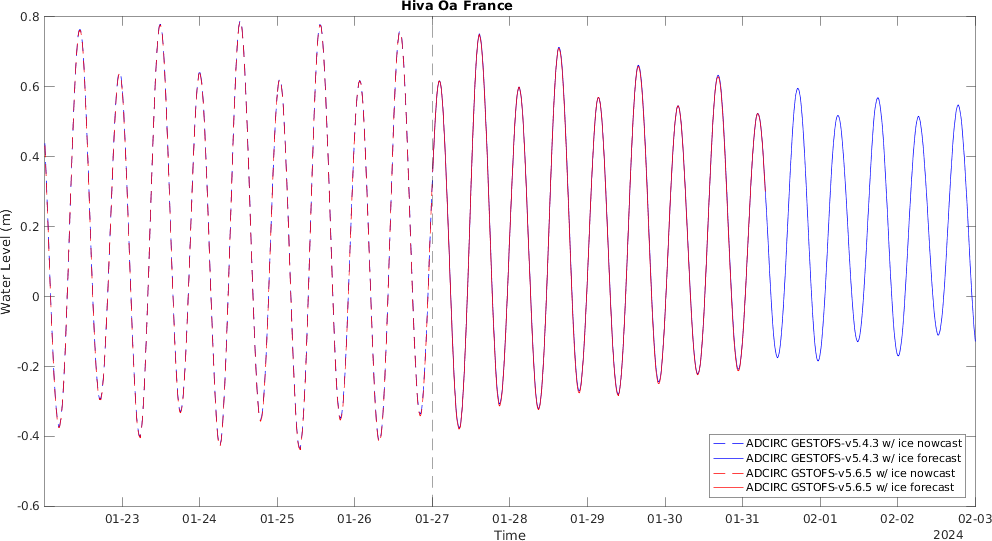 Hiva Oa France
0.8
0.6
0.4
0.2
0
-0.2
-0.4
-0.6
Water Level (m)
ADCIRC GESTOFS-v5.4.3 w/ ice nowcast
ADCIRC GESTOFS-v5.4.3 w/ ice forecast
ADCIRC GSTOFS-v5.6.5 w/ ice nowcast
ADCIRC GSTOFS-v5.6.5 w/ ice forecast
01-23 01-24 01-25 01-26 01-27 01-28 01-29 01-30 01-31 02-01 02-02 02-03
Time
2024